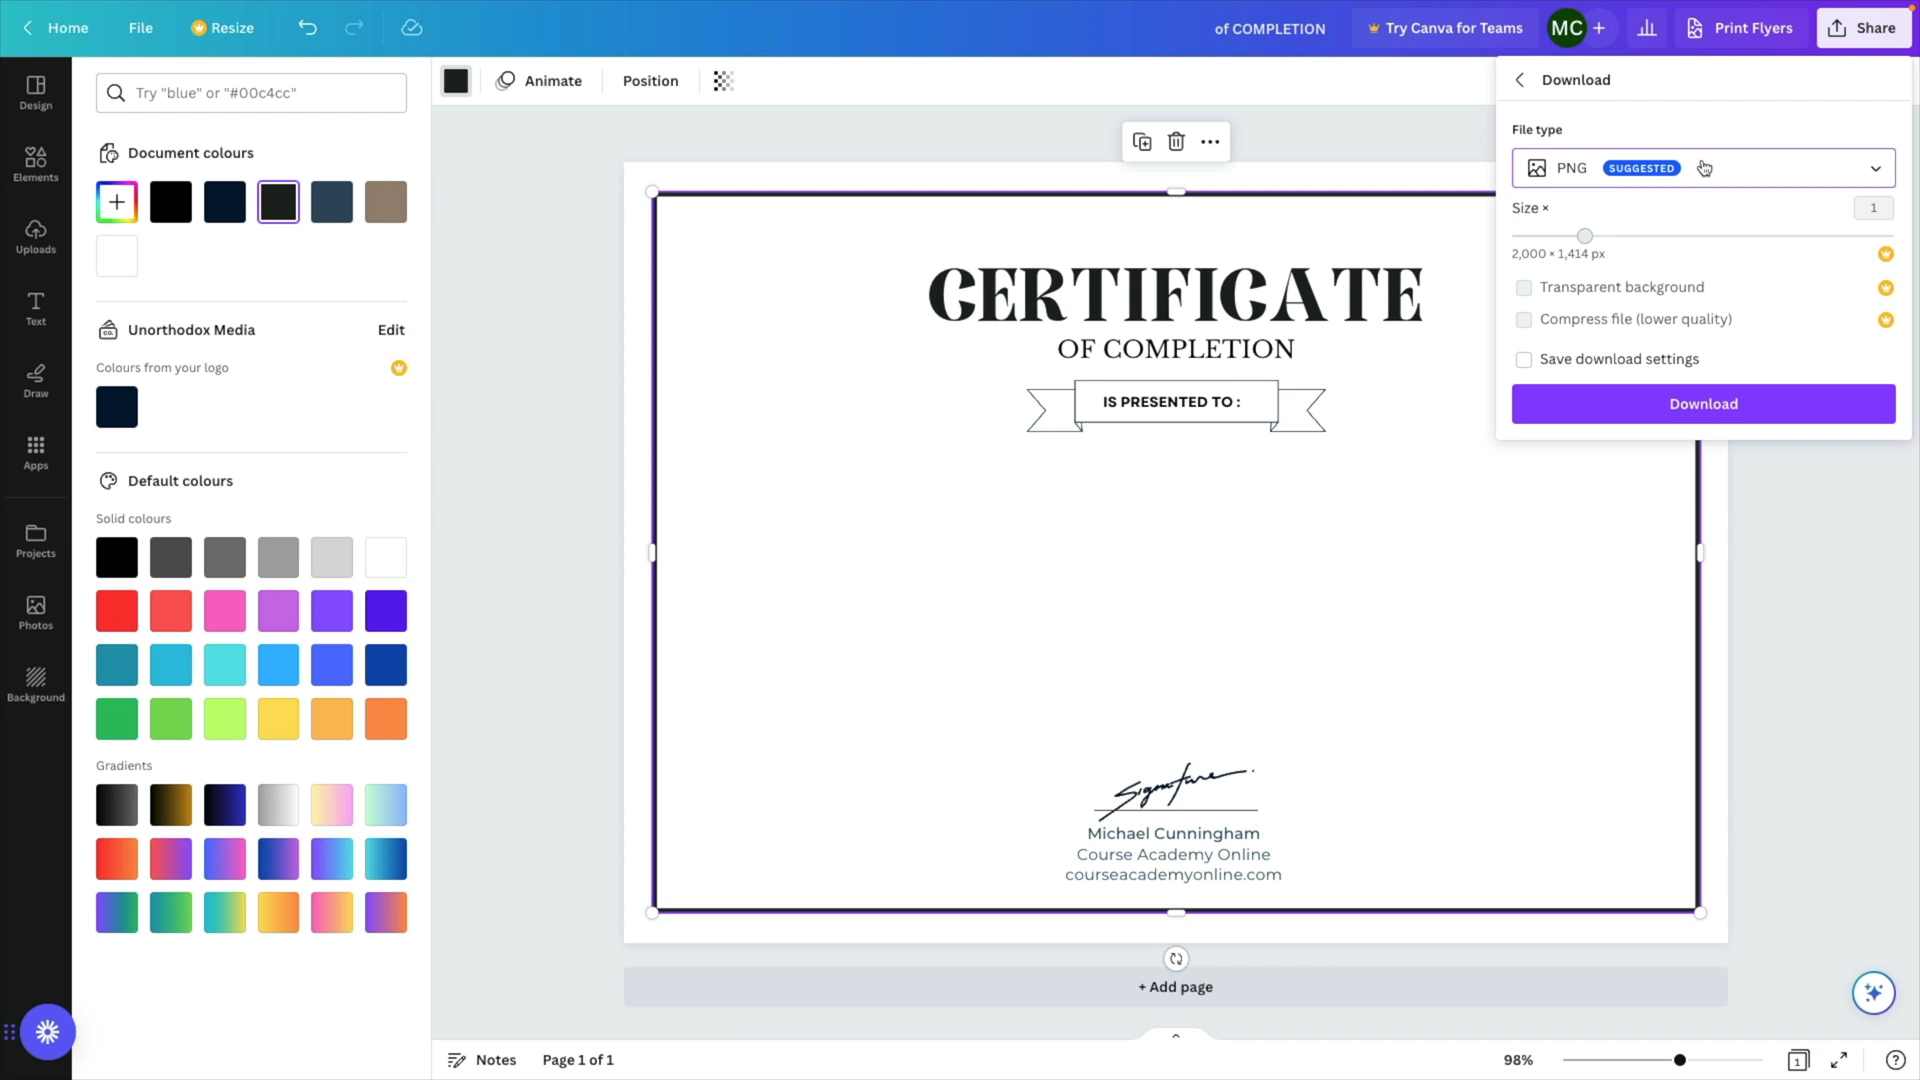 Home
File
Resize
of COMPLETION
Try Canva for Teams
MC
Print Flyers
Share
Design
Elements
Uploads
Text
Draw
Apps
Projects
Photos
Background
Try "blue" or "#00c4cc"
Document colours
Unorthodox Media
Edit
Colours from your logo
Default colours
Solid colours
Gradients
Animate
Position
CERTIFICATE
OF COMPLETION
IS PRESENTED TO :
Signature
Michael Cunningham
Course Academy Online
courseacademyonline.com
+ Add page
Download
File type
PNG SUGGESTED
Size × 1
2,000 × 1,414 px
Transparent background
Compress file (lower quality)
Save download settings
Download
Notes
Page 1 of 1
98%
1
?